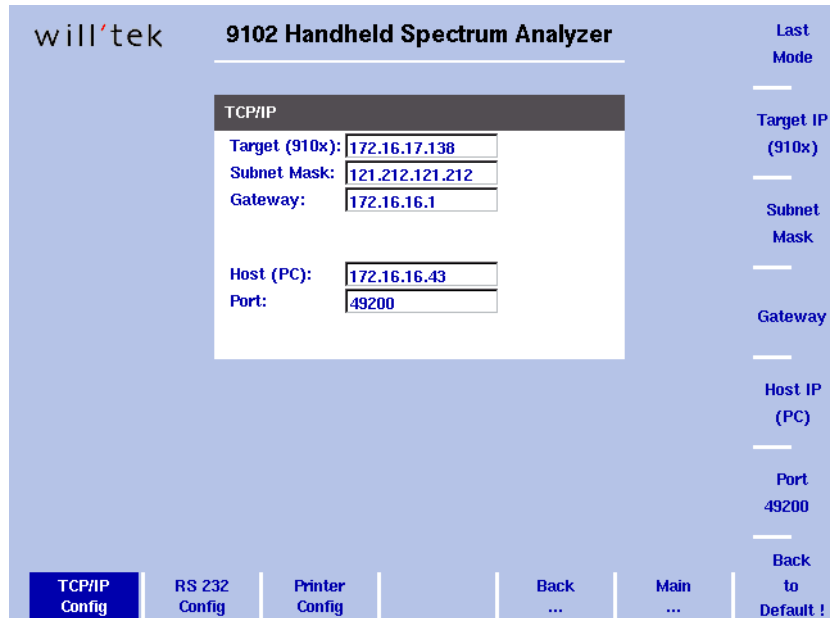 will'tek
9102 Handheld Spectrum Analyzer
TCP/IP
Target (910x): 172.16.17.138
Subnet Mask: 121.212.121.212
Gateway: 172.16.16.1
Host (PC): 172.16.16.43
Port: 49200
Last
Mode
Target IP
(910x)
Subnet
Mask
Gateway
Host IP
(PC)
Port
49200
Back
to
Default !
TCP/IP
Config
RS 232
Config
Printer
Config
Back
...
Main
...